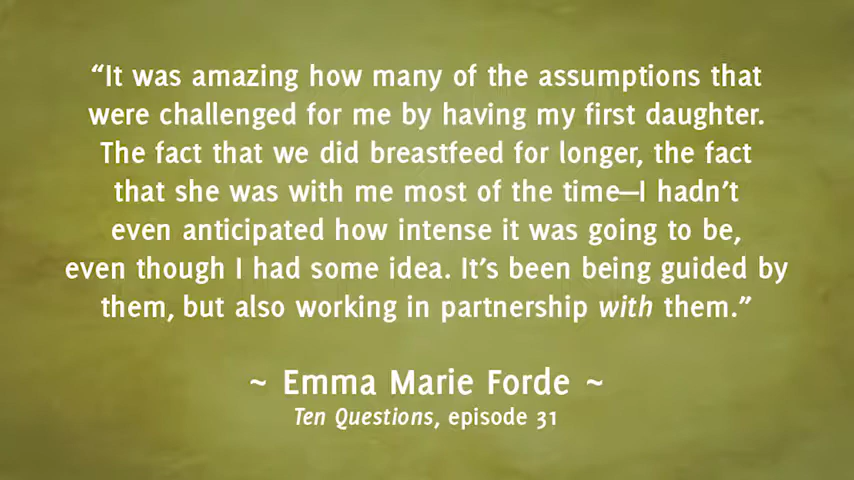 “It was amazing how many of the assumptions that
were challenged for me by having my first daughter.
The fact that we did breastfeed for longer, the fact
that she was with me most of the time—I hadn’t
even anticipated how intense it was going to be,
even though I had some idea. It’s been being guided by
them, but also working in partnership with them.”
~ Emma Marie Forde ~
Ten Questions, episode 31